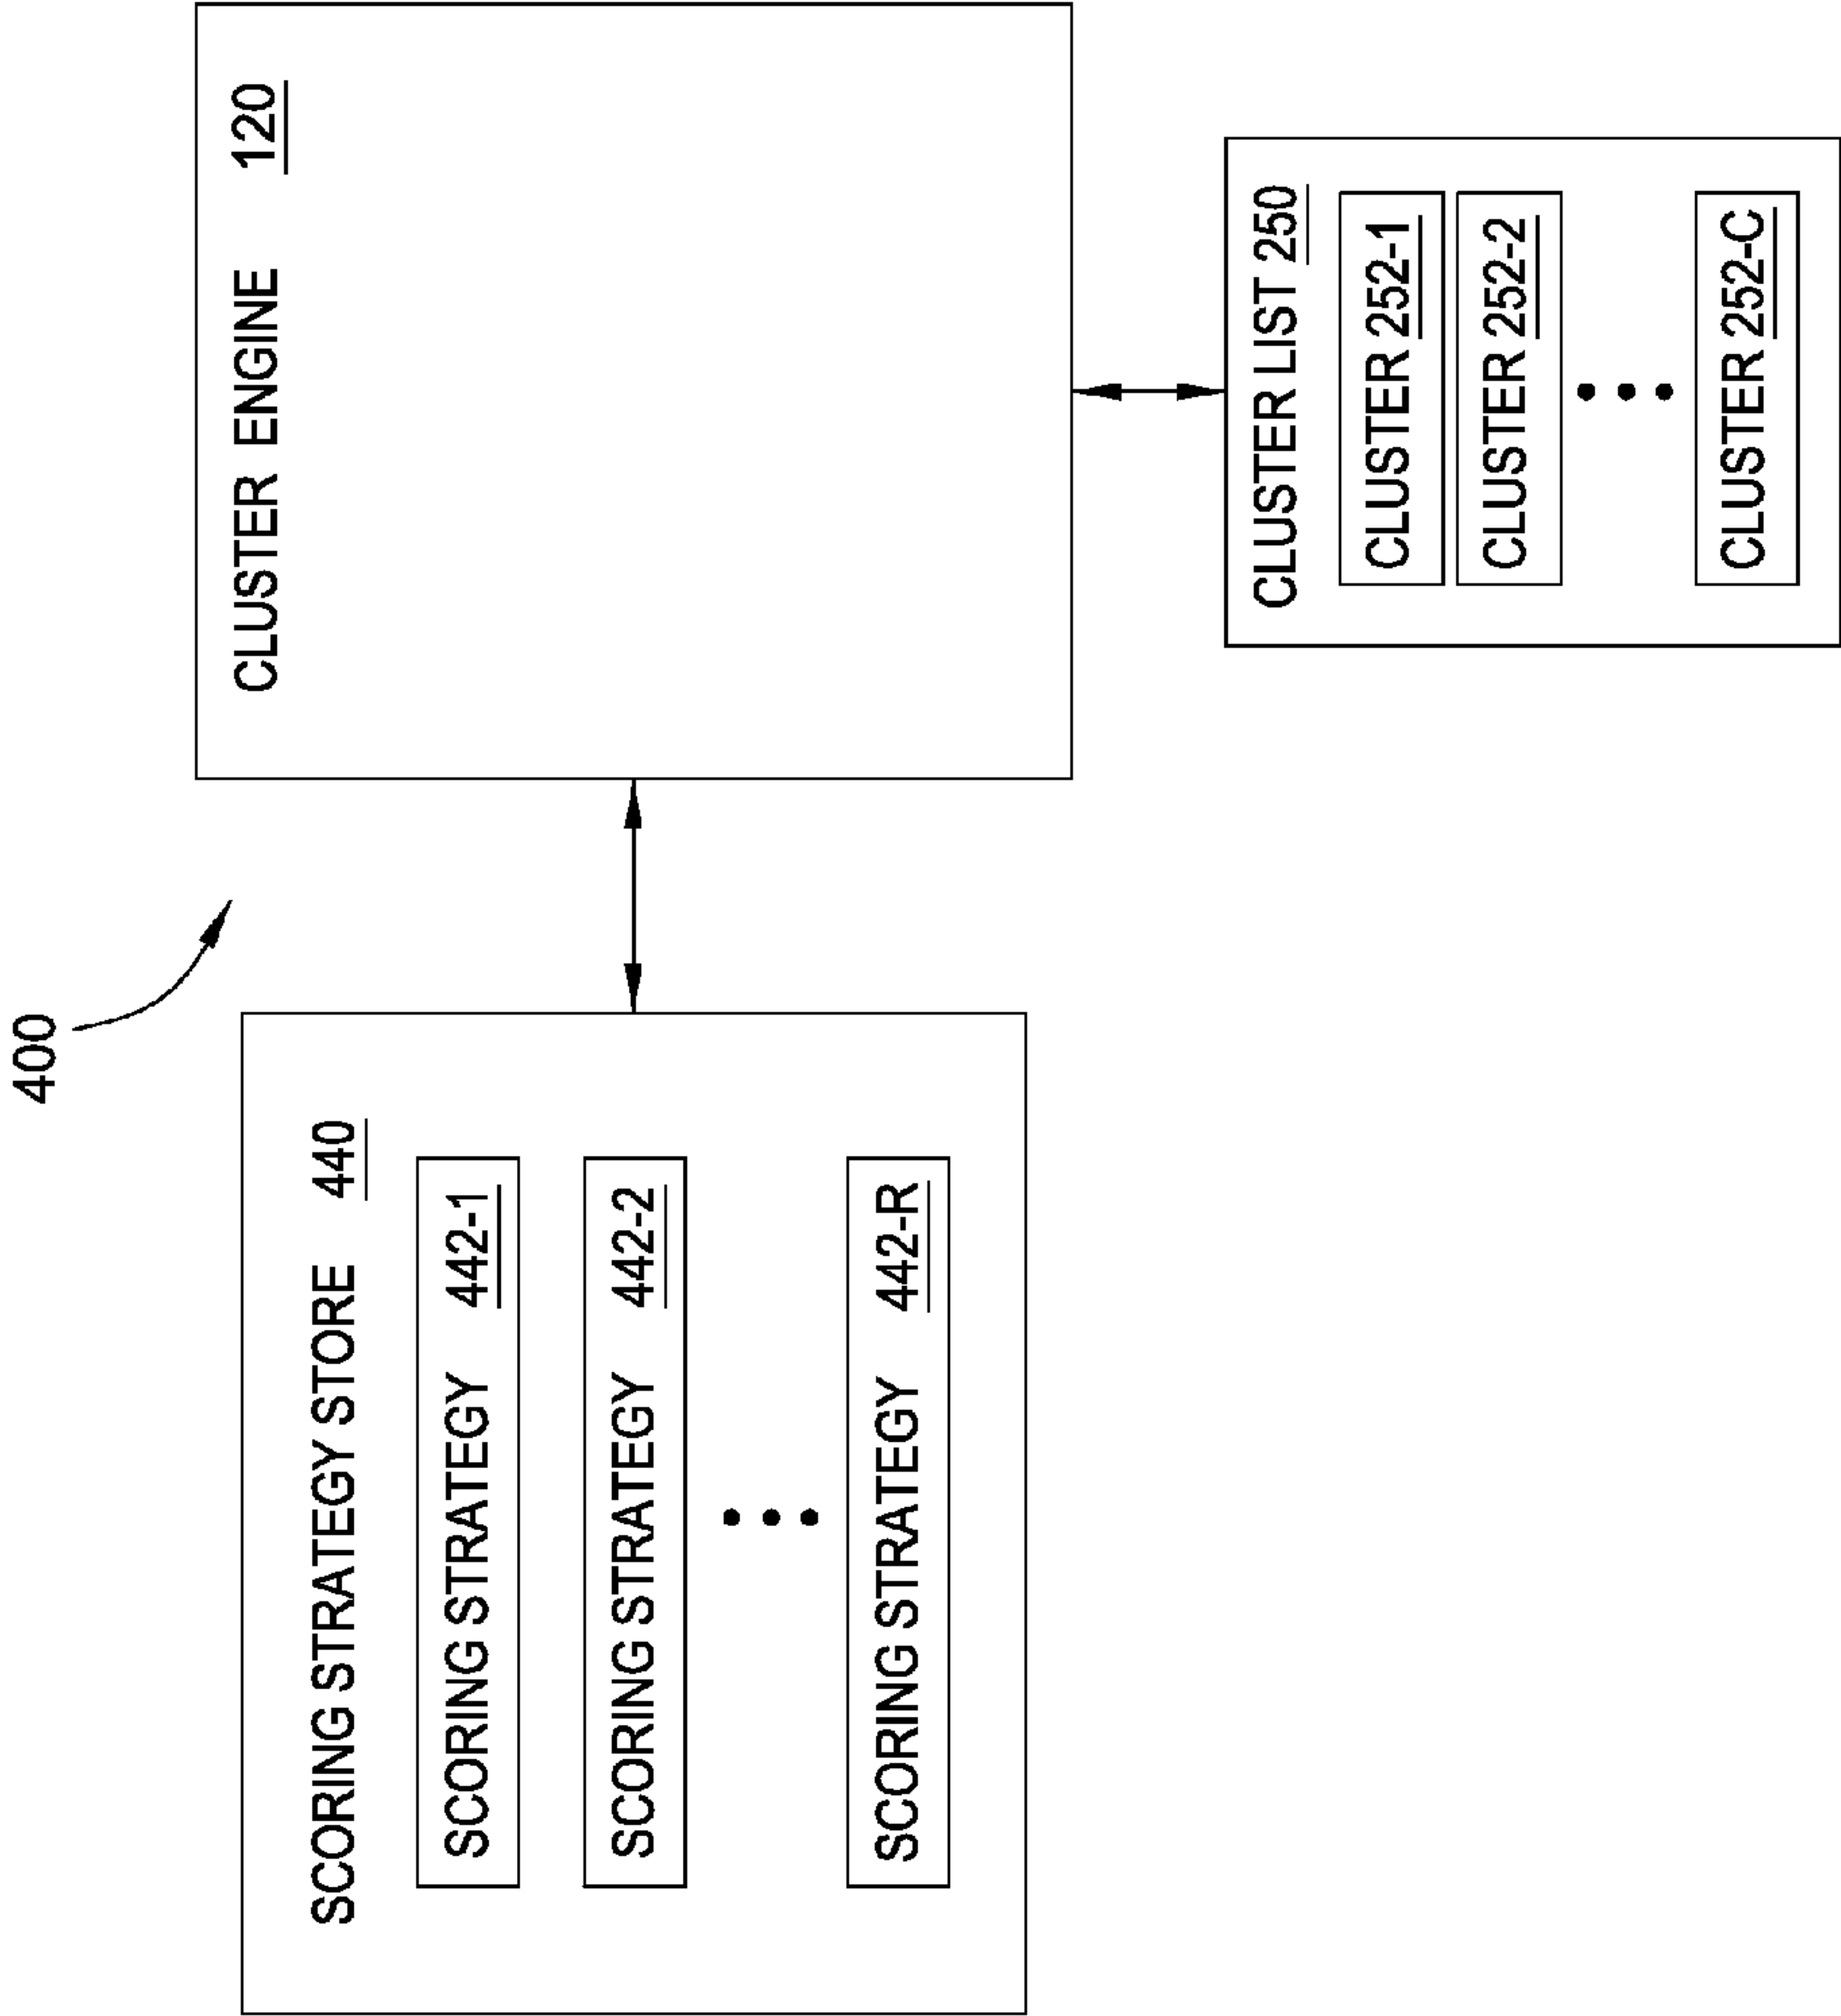 400
SCORING STRATEGY STORE 440
SCORING STRATEGY 442-1
SCORING STRATEGY 442-2
SCORING STRATEGY 442-R
CLUSTER ENGINE 120
CLUSTER LIST 250
CLUSTER 252-1
CLUSTER 252-2
CLUSTER 252-C